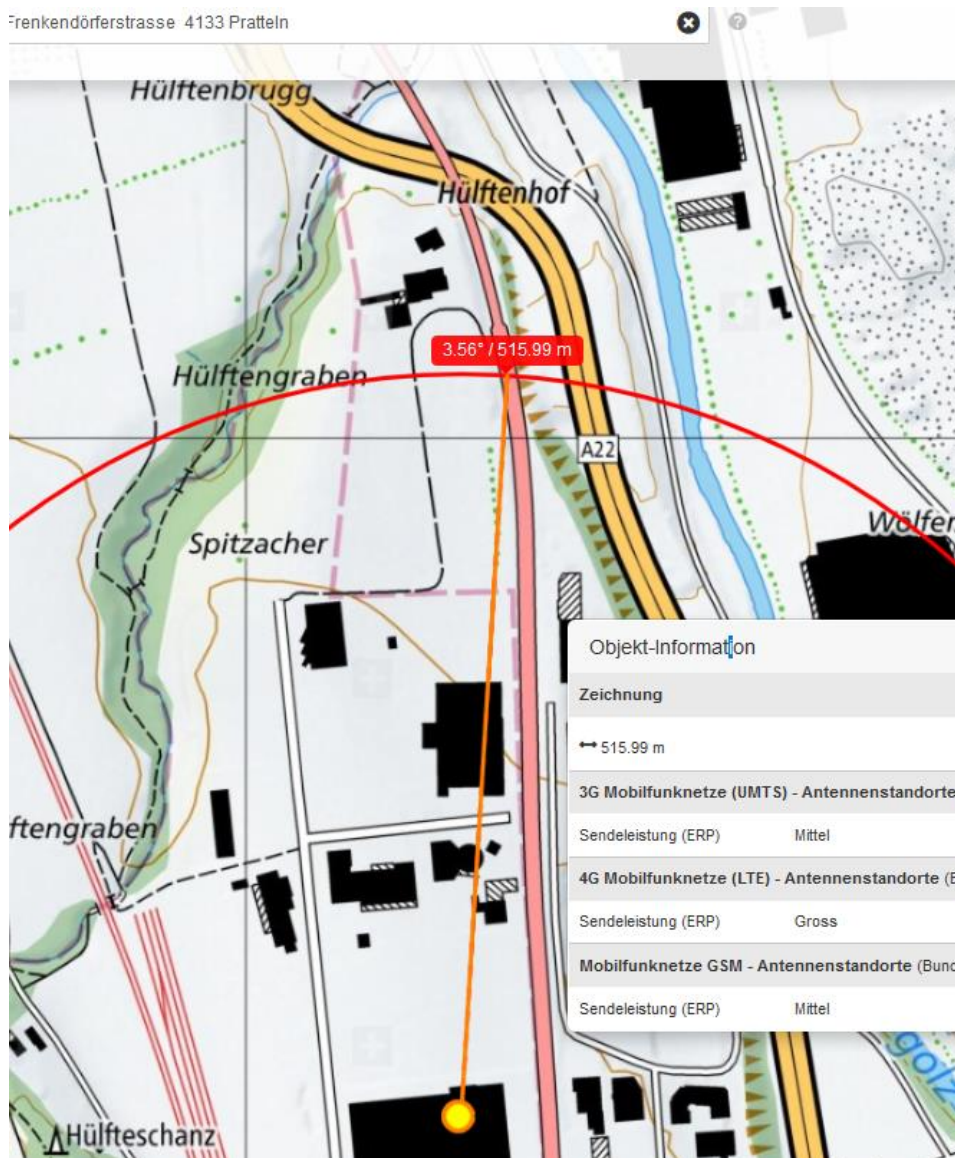 Frenkendörferstrasse 4133 Pratteln
?
Hülftenbrugg
Hülftenhof
3.56° / 515.99 m
Hülftengraben
A22
Spitzacher
Objekt-Information
Zeichnung
515.99 m
3G Mobilfunknetze (UMTS) - Antennenstandorte
Sendeleistung (ERP) Mittel
ftengraben
4G Mobilfunknetze (LTE) - Antennenstandorte (B
Sendeleistung (ERP) Gross
Mobilfunknetze GSM - Antennenstandorte (Bund
Sendeleistung (ERP) Mittel
golz
Hülfteschanz